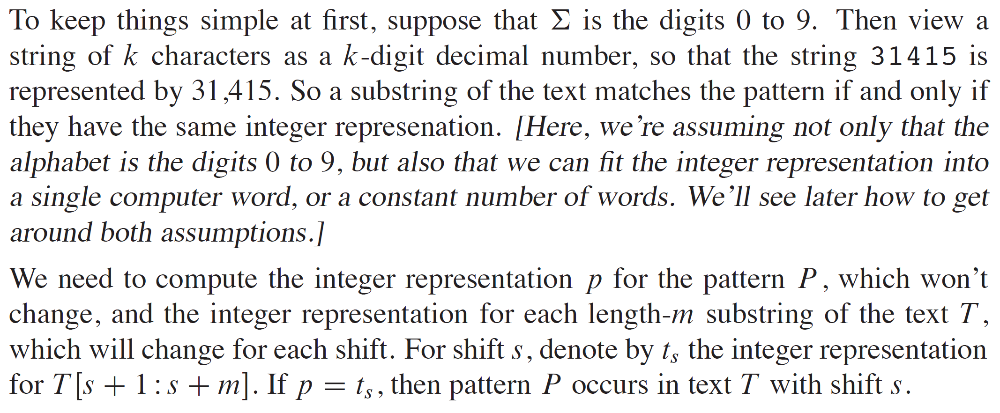 To keep things simple at first, suppose that Σ is the digits 0 to 9. Then view a
string of k characters as a k-digit decimal number, so that the string 31415 is
represented by 31,415. So a substring of the text matches the pattern if and only if
they have the same integer represenation. [Here, we’re assuming not only that the
alphabet is the digits 0 to 9, but also that we can fit the integer representation into
a single computer word, or a constant number of words. We’ll see later how to get
around both assumptions.]
We need to compute the integer representation p for the pattern P, which won’t
change, and the integer representation for each length-m substring of the text T,
which will change for each shift. For shift s, denote by tₛ the integer representation
for T[s + 1 : s + m]. If p = tₛ, then pattern P occurs in text T with shift s.